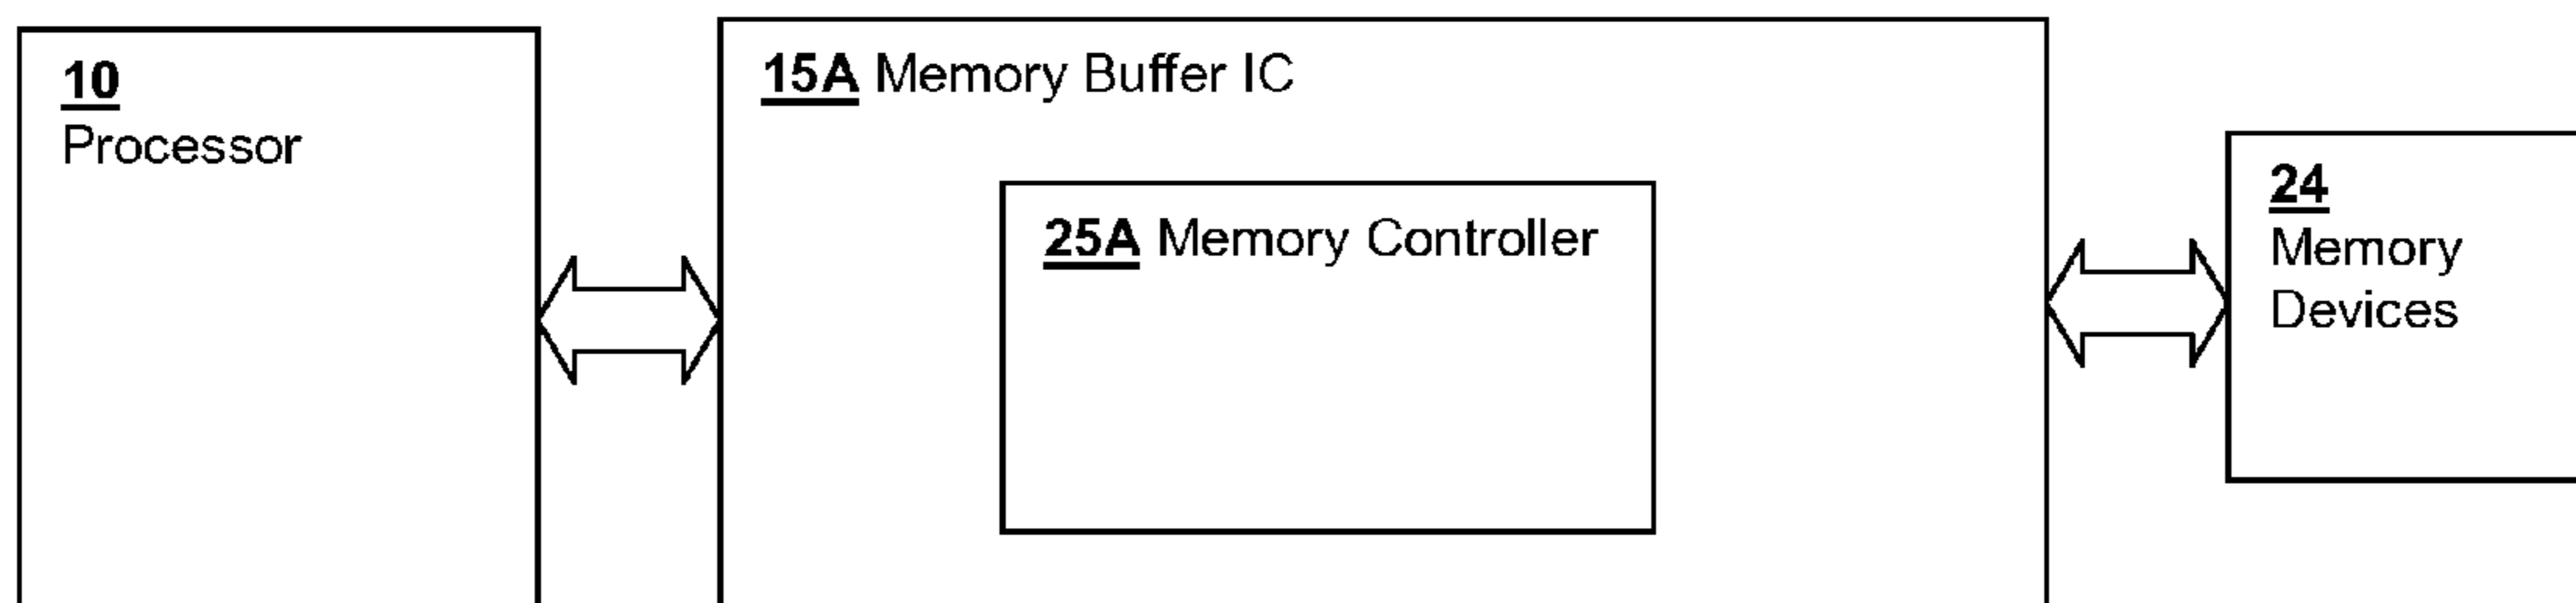 10
Processor
15A Memory Buffer IC
25A Memory Controller
24
Memory
Devices